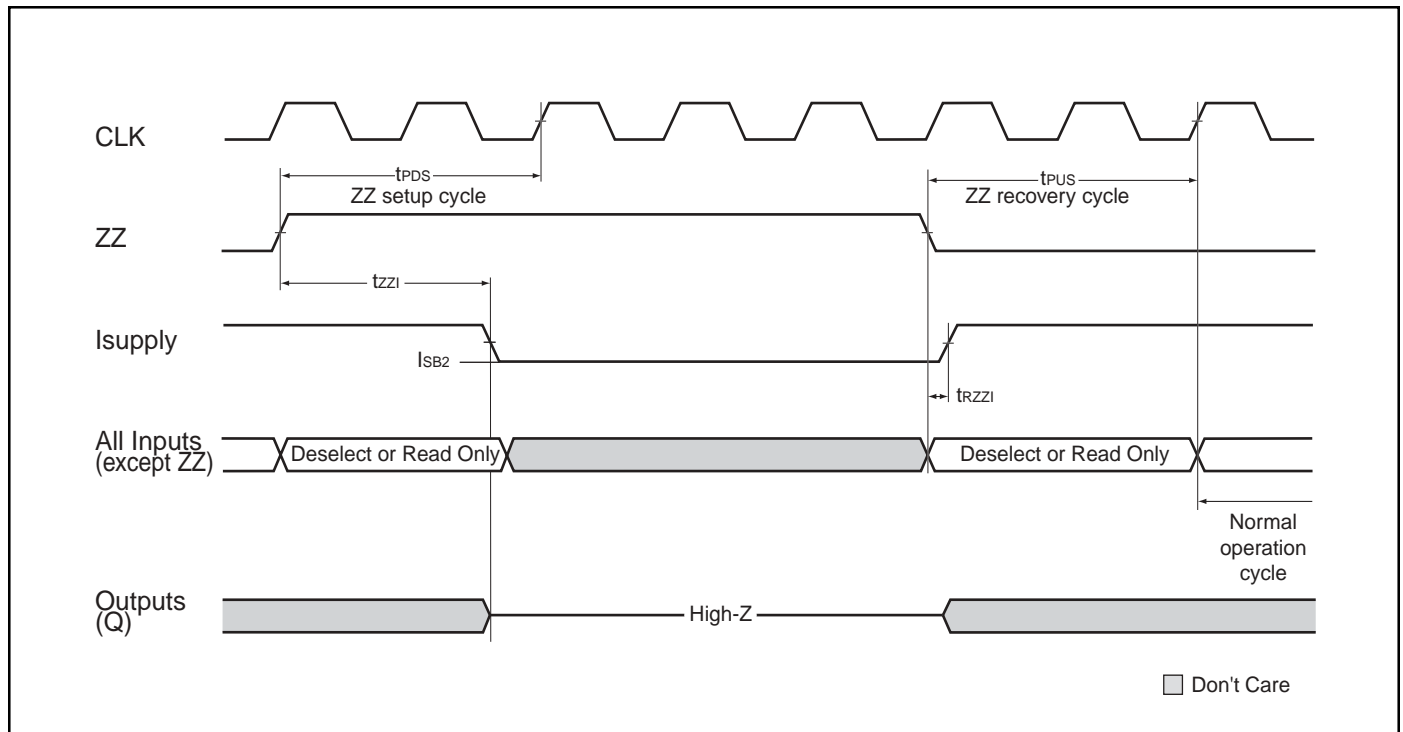 CLK
tPDS
ZZ setup cycle
tPUS
ZZ recovery cycle
ZZ
tZZI
Isupply
ISB2
tRZZI
All Inputs
(except ZZ)
Deselect or Read Only
Deselect or Read Only
Normal
operation
cycle
Outputs
(Q)
High-Z
Don't Care